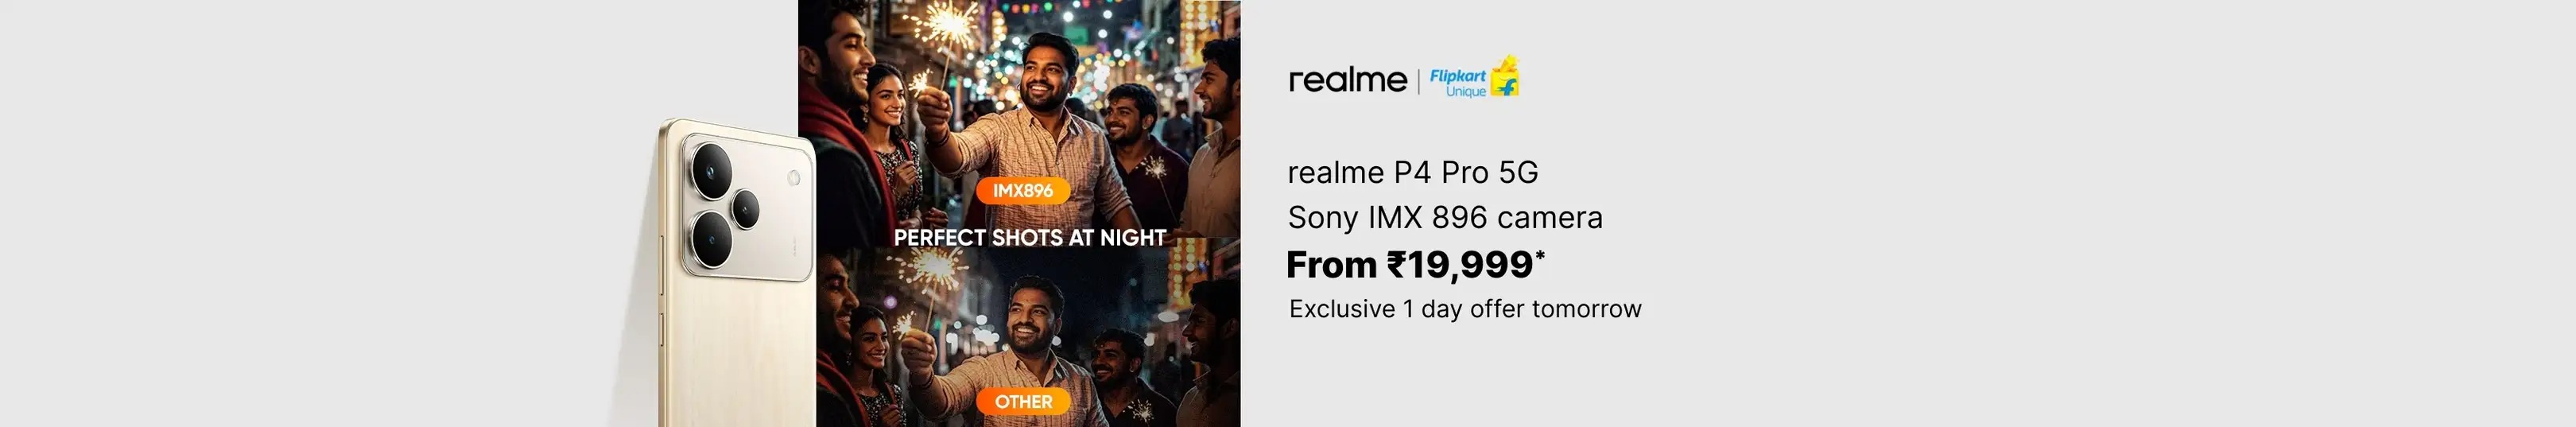 IMX896
PERFECT SHOTS AT NIGHT
OTHER
realme | Flipkart Unique
realme P4 Pro 5G
Sony IMX 896 camera
From ₹19,999*
Exclusive 1 day offer tomorrow